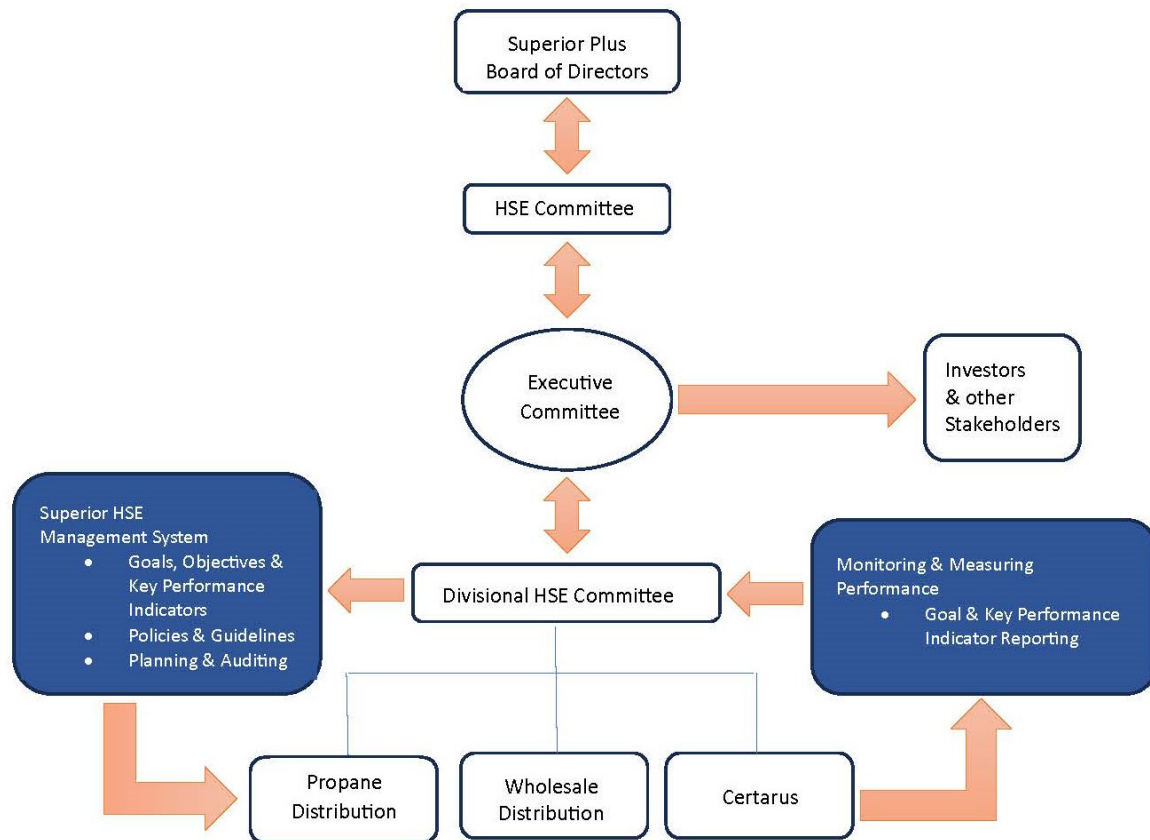 Superior Plus
Board of Directors
HSE Committee
Executive
Committee
Investors
& other
Stakeholders
Superior HSE
Management System
• Goals, Objectives &
Key Performance
Indicators
• Policies & Guidelines
• Planning & Auditing
Divisional HSE Committee
Monitoring & Measuring
Performance
• Goal & Key Performance
Indicator Reporting
Propane
Distribution
Wholesale
Distribution
Certarus